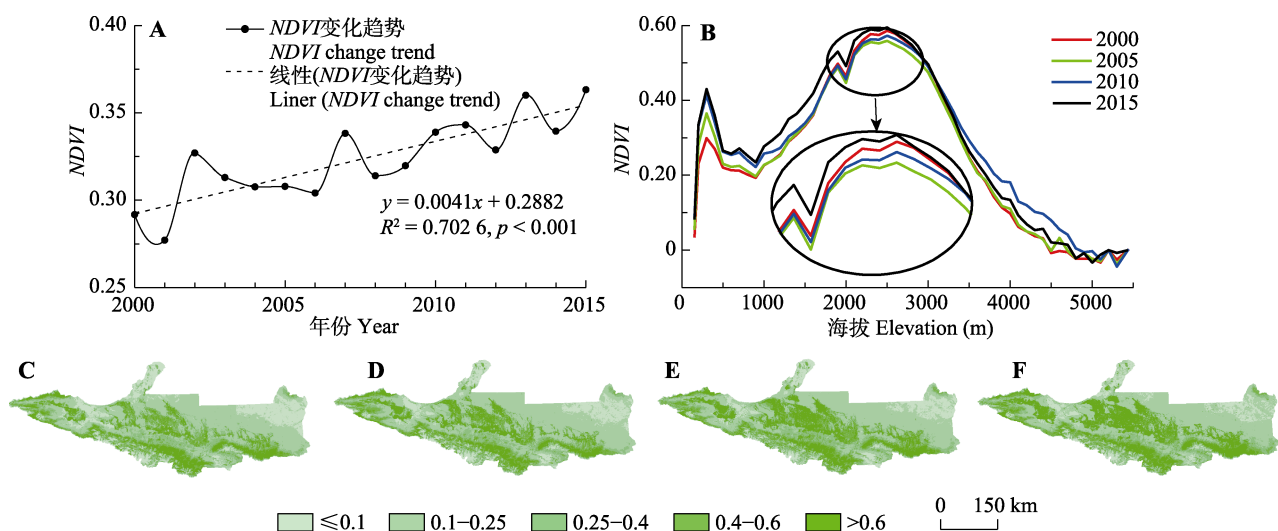 A
0.40
0.35
0.30
0.25
NDVI
NDVI变化趋势
NDVI change trend
线性(NDVI变化趋势)
Liner (NDVI change trend)
y = 0.0041x + 0.2882
R² = 0.702 6, p < 0.001
2000 2005 2010 2015
年份 Year
B
0.60
0.40
0.20
0
NDVI
2000
2005
2010
2015
0 1000 2000 3000 4000 5000
海拔 Elevation (m)
C D E F
≤0.1 0.1−0.25 0.25−0.4 0.4−0.6 >0.6
0 150 km